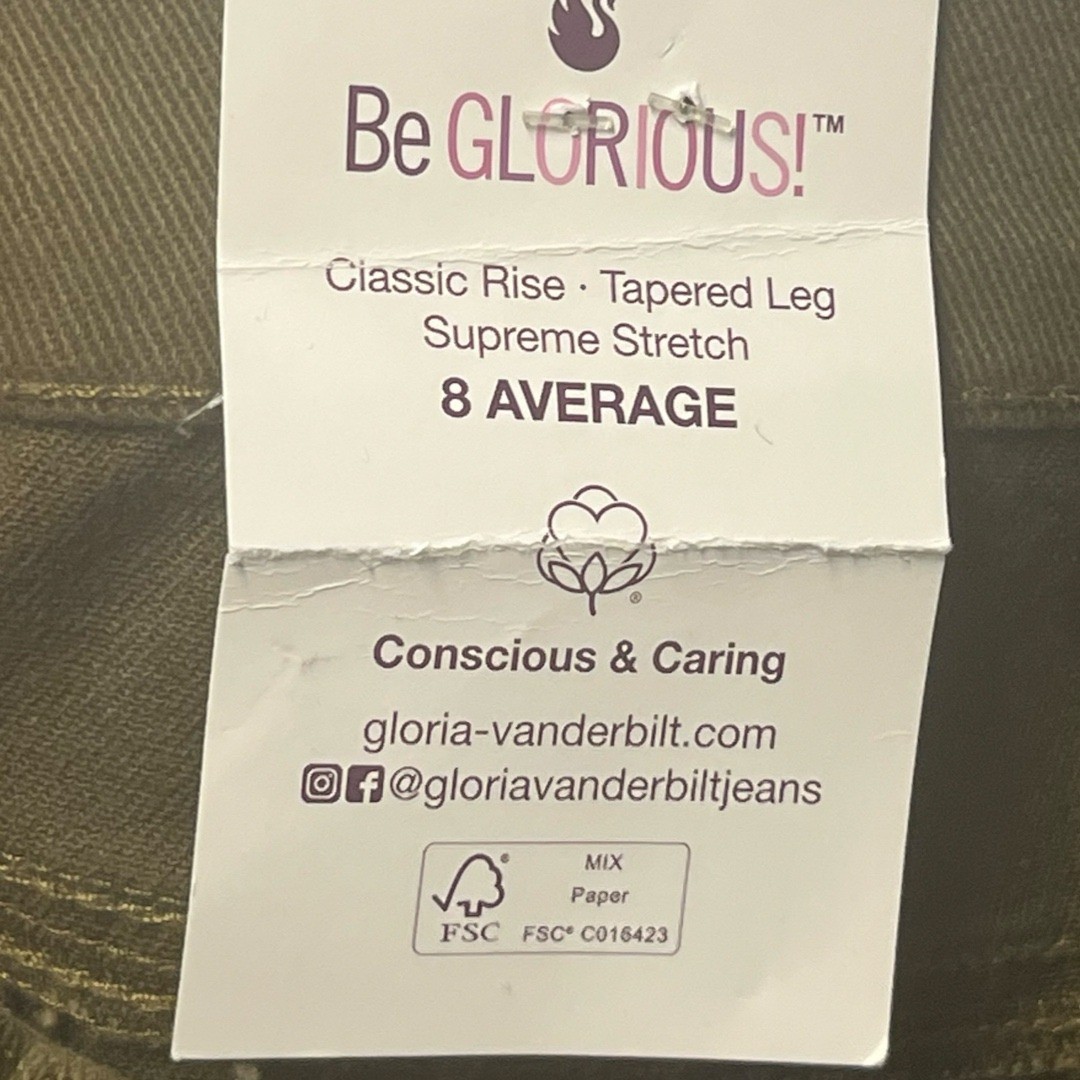 Be GLORIOUS!™
Classic Rise · Tapered Leg
Supreme Stretch
8 AVERAGE
®
Conscious & Caring
gloria-vanderbilt.com
@gloriavanderbiltjeans
®
MIX
Paper
FSC
FSC® C016423